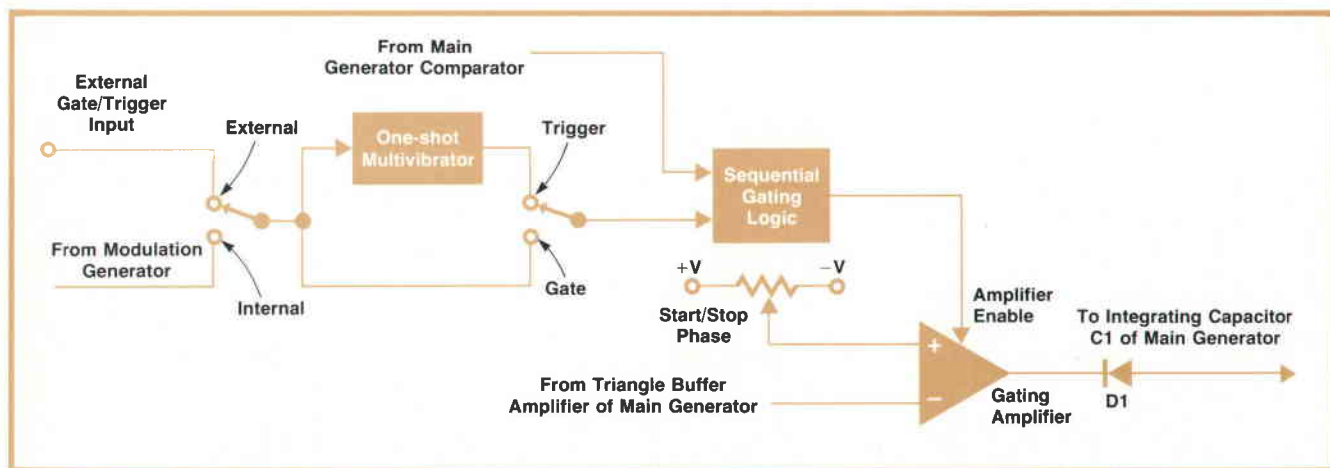 From Main
Generator Comparator
External
Gate/Trigger
Input
External
One-shot
Multivibrator
Trigger
Sequential
Gating
Logic
From Modulation
Generator
Internal
Gate
+V
−V
Start/Stop
Phase
Amplifier
Enable
To Integrating Capacitor
C1 of Main Generator
+
From Triangle Buffer
Amplifier of Main Generator
−
Gating
Amplifier
D1